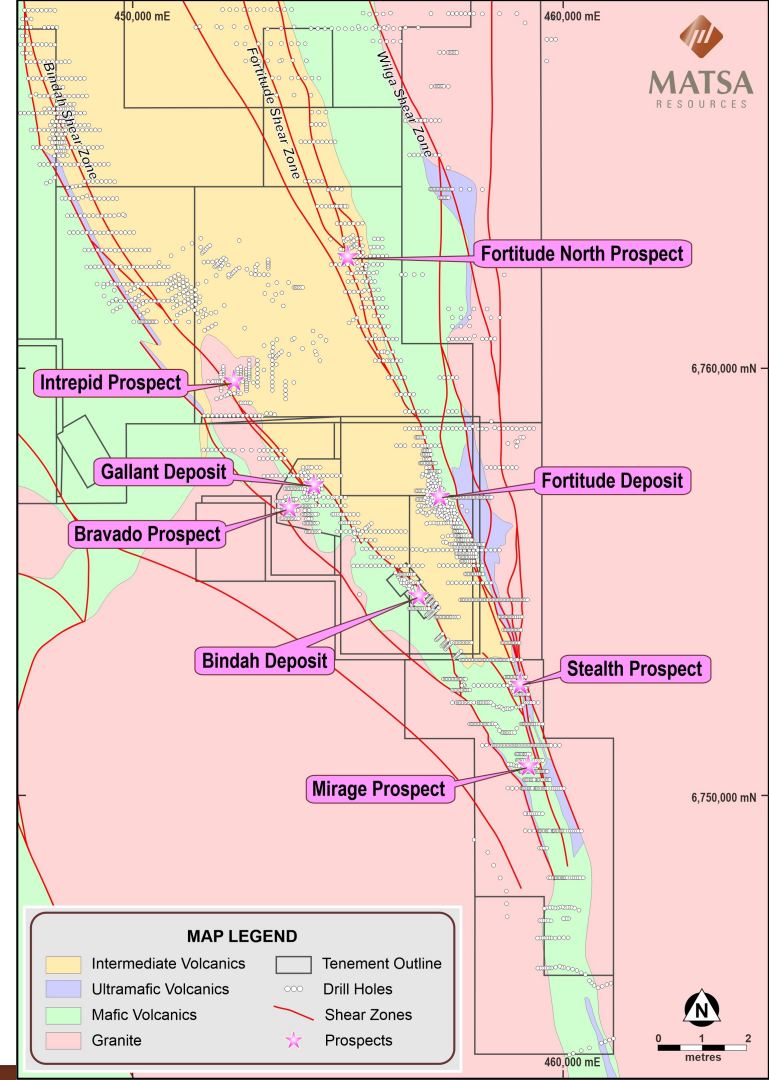 450,000 mE
460,000 mE
MATSA
RESOURCES
Bindah Shear Zone
Fortitude Shear Zone
Wilga Shear Zone
Fortitude North Prospect
6,760,000 mN
Intrepid Prospect
Gallant Deposit
Fortitude Deposit
Bravado Prospect
Bindah Deposit
Stealth Prospect
Mirage Prospect
6,750,000 mN
MAP LEGEND
Intermediate Volcanics
Tenement Outline
Ultramafic Volcanics
Drill Holes
Mafic Volcanics
Shear Zones
Granite
Prospects
N
0 1 2
metres
460,000 mE